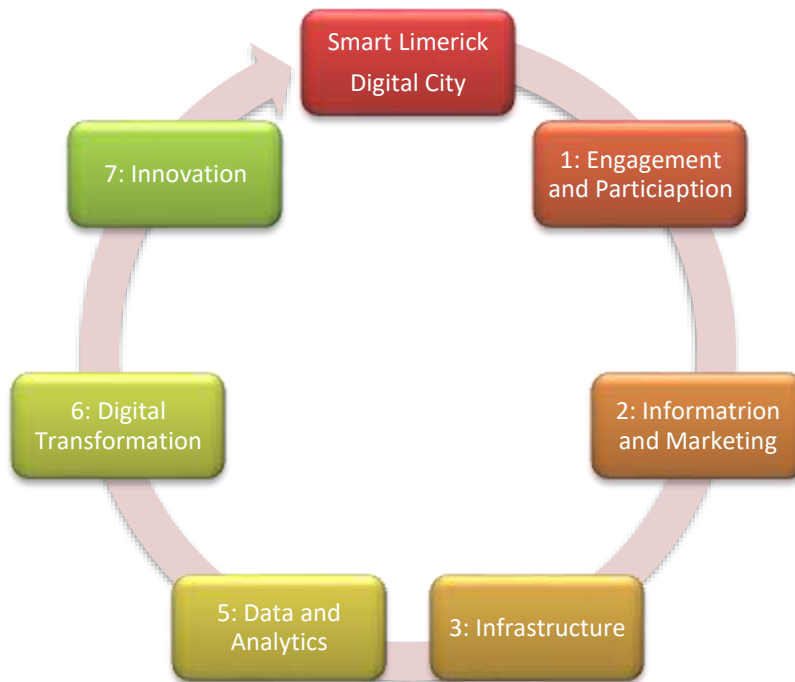 Smart Limerick
Digital City
1: Engagement
and Particiaption
2: Informatrion
and Marketing
3: Infrastructure
5: Data and
Analytics
6: Digital
Transformation
7: Innovation